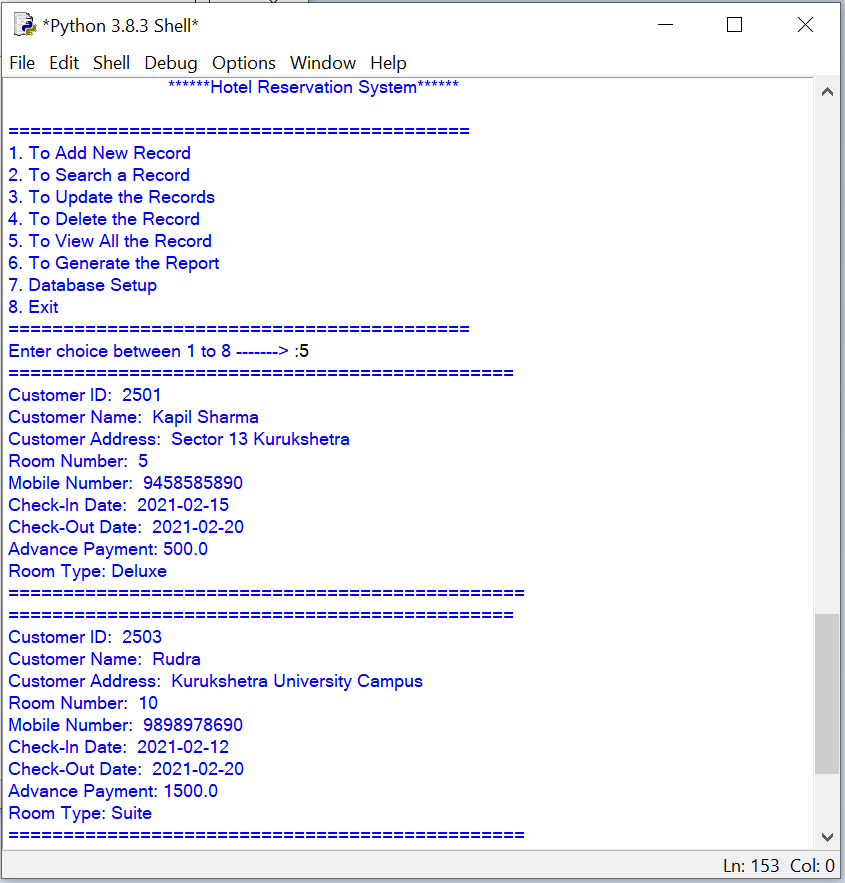 *Python 3.8.3 Shell*
File Edit Shell Debug Options Window Help
******Hotel Reservation System******
==========================================
1. To Add New Record
2. To Search a Record
3. To Update the Records
4. To Delete the Record
5. To View All the Record
6. To Generate the Report
7. Database Setup
8. Exit
==========================================
Enter choice between 1 to 8 -------> :5
==============================================
Customer ID:  2501
Customer Name:  Kapil Sharma
Customer Address:  Sector 13 Kurukshetra
Room Number:  5
Mobile Number:  9458585890
Check-In Date:  2021-02-15
Check-Out Date:  2021-02-20
Advance Payment: 500.0
Room Type: Deluxe
===============================================
==============================================
Customer ID:  2503
Customer Name:  Rudra
Customer Address:  Kurukshetra University Campus
Room Number:  10
Mobile Number:  9898978690
Check-In Date:  2021-02-12
Check-Out Date:  2021-02-20
Advance Payment: 1500.0
Room Type: Suite
===============================================
Ln: 153 Col: 0